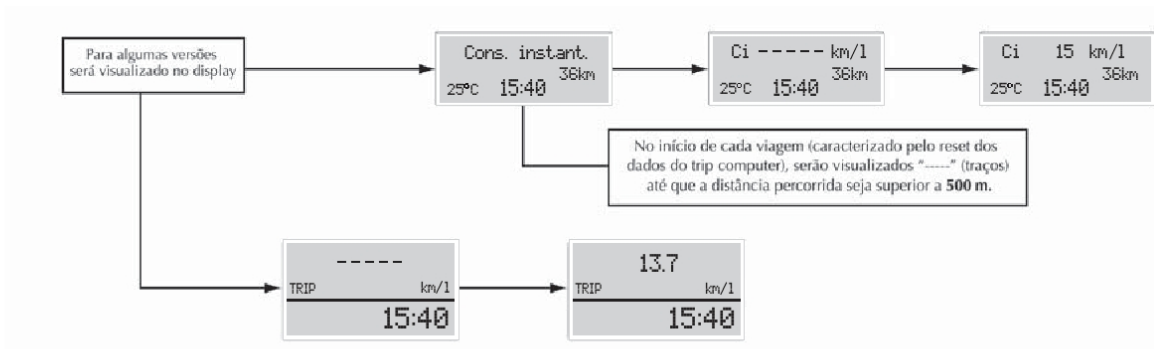 Para algumas versões
será visualizado no display
Cons. instant.
36km
25°C 15:40
Ci ----- km/l
36km
25°C 15:40
Ci 15 km/l
36km
25°C 15:40
No início de cada viagem (caracterizado pelo reset dos
dados do trip computer), serão visualizados "-----" (traços)
até que a distância percorrida seja superior a 500 m.
-----
TRIP km/l
15:40
13.7
TRIP km/l
15:40